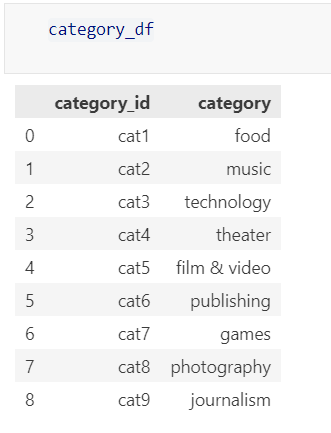 category_df
category_id category
0 cat1 food
1 cat2 music
2 cat3 technology
3 cat4 theater
4 cat5 film & video
5 cat6 publishing
6 cat7 games
7 cat8 photography
8 cat9 journalism